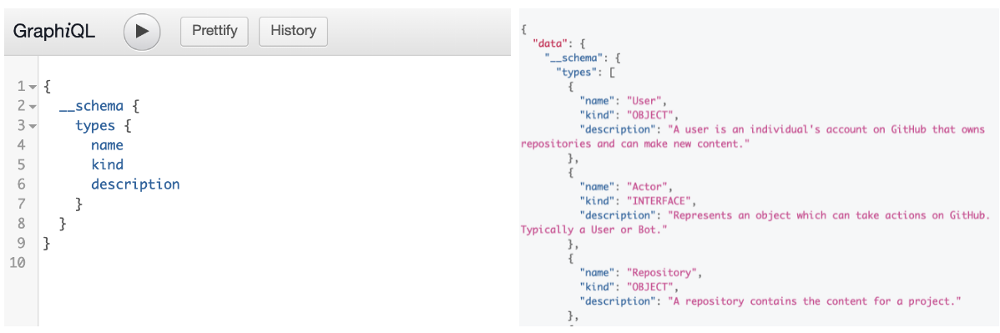 GraphiQL
Prettify
History
1
{
2
__schema {
3
types {
4
name
5
kind
6
description
7
}
8
}
9
}
10
{
"data": {
"__schema": {
"types": [
{
"name": "User",
"kind": "OBJECT",
"description": "A user is an individual's account on GitHub that owns
repositories and can make new content."
},
{
"name": "Actor",
"kind": "INTERFACE",
"description": "Represents an object which can take actions on GitHub.
Typically a User or Bot."
},
{
"name": "Repository",
"kind": "OBJECT",
"description": "A repository contains the content for a project."
},